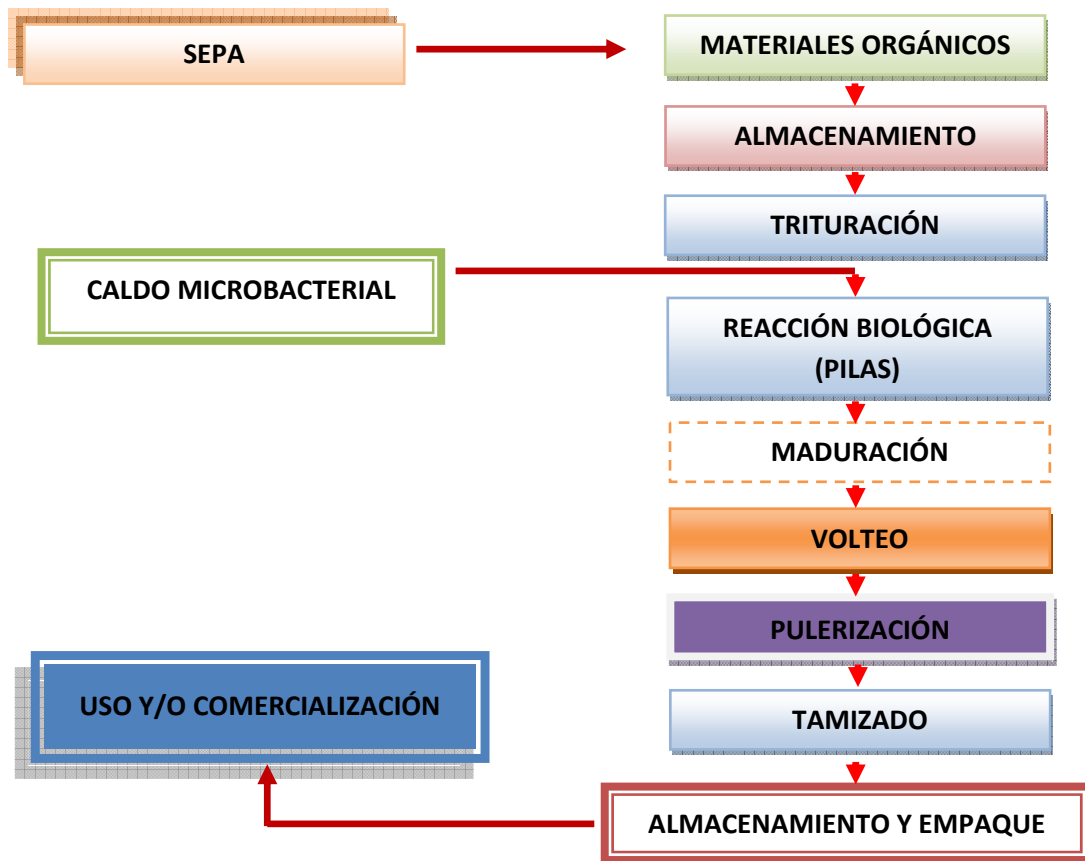 SEPA
MATERIALES ORGÁNICOS
ALMACENAMIENTO
TRITURACIÓN
CALDO MICROBACTERIAL
REACCIÓN BIOLÓGICA
(PILAS)
MADURACIÓN
VOLTEO
PULERIZACIÓN
TAMIZADO
ALMACENAMIENTO Y EMPAQUE
USO Y/O COMERCIALIZACIÓN